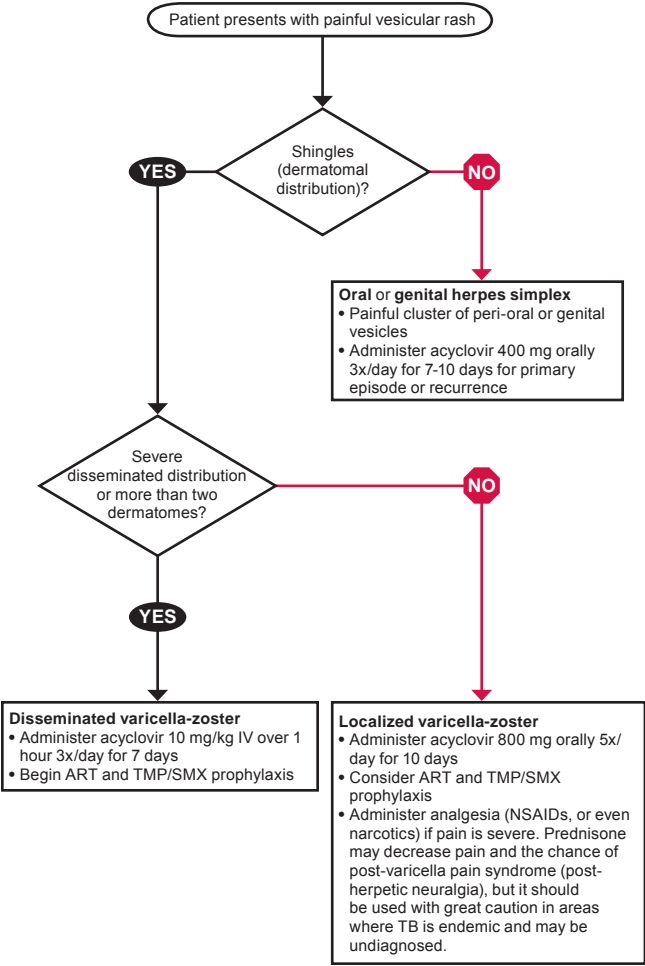 Patient presents with painful vesicular rash
Shingles
(dermatomal
distribution)?
YES
NO
Oral or genital herpes simplex
• Painful cluster of peri-oral or genital
vesicles
• Administer acyclovir 400 mg orally
3x/day for 7-10 days for primary
episode or recurrence
Severe
disseminated distribution
or more than two
dermatomes?
NO
YES
Disseminated varicella-zoster
• Administer acyclovir 10 mg/kg IV over 1
hour 3x/day for 7 days
• Begin ART and TMP/SMX prophylaxis
Localized varicella-zoster
• Administer acyclovir 800 mg orally 5x/
day for 10 days
• Consider ART and TMP/SMX
prophylaxis
• Administer analgesia (NSAIDs, or even
narcotics) if pain is severe. Prednisone
may decrease pain and the chance of
post-varicella pain syndrome (post-
herpetic neuralgia), but it should
be used with great caution in areas
where TB is endemic and may be
undiagnosed.